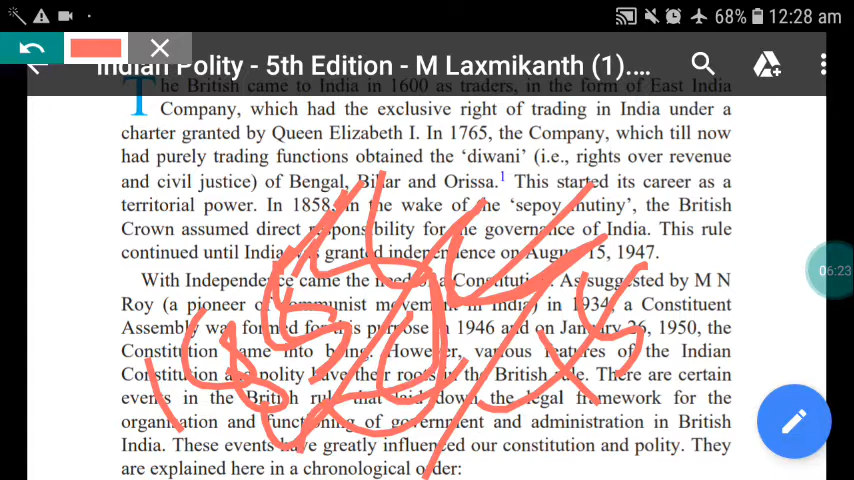 68% 12:28 am
Indian Polity - 5th Edition - M Laxmikanth (1)....
The British came to India in 1600 as traders, in the form of East India
Company, which had the exclusive right of trading in India under a
charter granted by Queen Elizabeth I. In 1765, the Company, which till now
had purely trading functions obtained the ‘diwani’ (i.e., rights over revenue
and civil justice) of Bengal, Bihar and Orissa.1 This started its career as a
territorial power. In 1858, in the wake of the ‘sepoy mutiny’, the British
Crown assumed direct responsibility for the governance of India. This rule
continued until India was granted independence on August 15, 1947.
With Independence came the need of a Constitution. As suggested by M N
Roy (a pioneer of communist movement in India) in 1934, a Constituent
Assembly was formed for this purpose in 1946 and on January 26, 1950, the
Constitution came into being. However, various features of the Indian
Constitution and polity have their roots in the British rule. There are certain
events in the British rule that laid down the legal framework for the
organisation and functioning of government and administration in British
India. These events have greatly influenced our constitution and polity. They
are explained here in a chronological order:
06:23